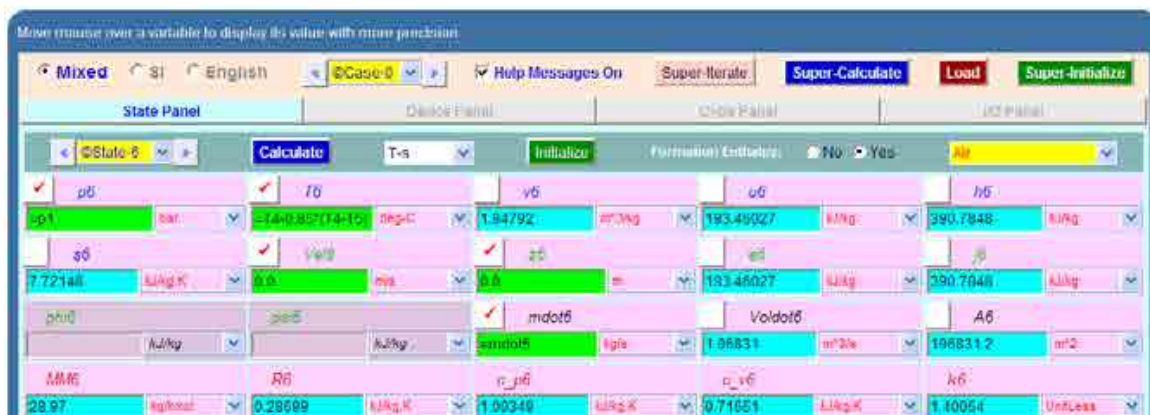 Move mouse over a variable to display its value with more precision.
Mixed SI English < ©Case-0 > Help Messages On Super-Iterate Super-Calculate Load Super-Initialize
State Panel Device Panel I/O Panel
< ©State-6 > Calculate T-s Initialize Formation Enthalpy: No Yes Air
p6 T6 v6 u6 h6
=p1 bar deg-C 1.84792 m^3/kg 193.46027 kJ/kg 390.7848 kJ/kg
s6 Vel6 z6 e6 j6
7.72148 kJ/kg.K 0.0 m/s 0.0 m 193.46027 kJ/kg 390.7848 kJ/kg
phi6 psi6 mdot6 Voldot6 A6
kJ/kg kJ/kg =mdot5 kg/s 1.96831 m^3/s 196831.2 m^2
MM6 R6 c_p6 c_v6 k6
28.97 kg/kmol 0.28699 kJ/kg.K 1.00349 kJ/kg.K 0.71651 kJ/kg.K 1.40054 UnitLess